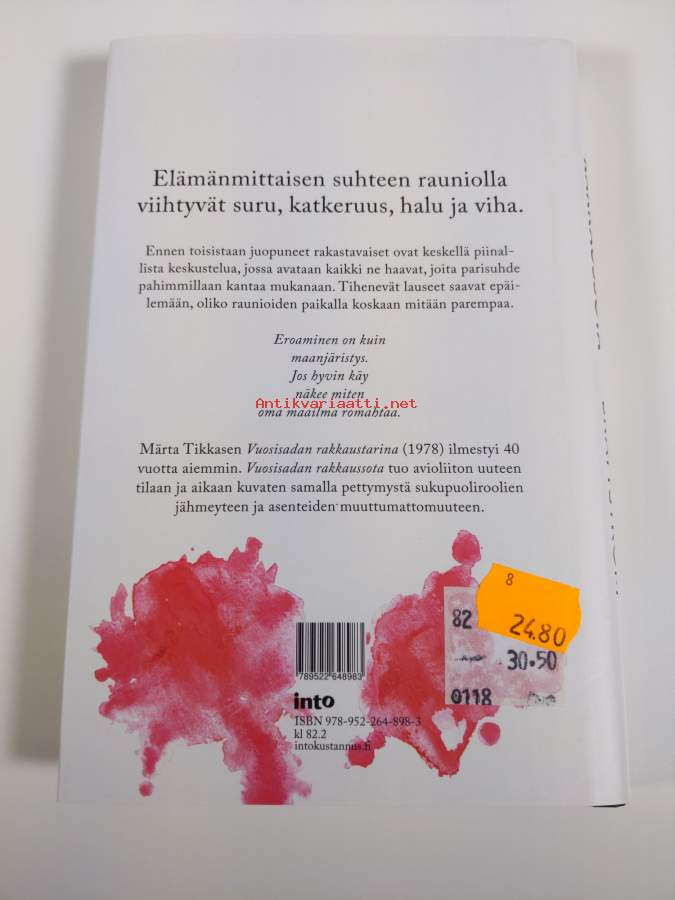 Elämänmittaisen suhteen rauniolla
viihtyvät suru, katkeruus, halu ja viha.
Ennen toisistaan juopuneet rakastavaiset ovat keskellä piinal-
lista keskustelua, jossa avataan kaikki ne haavat, joita parisuhde
pahimmillaan kantaa mukanaan. Tihenevät lauseet saavat epäi-
lemään, oliko raunioiden paikalla koskaan mitään parempaa.
Eroaminen on kuin
maanjäristys.
Jos hyvin käy
näkee miten
Antikvariaatti.net
oma maailma romahtaa.
Märta Tikkasen Vuosisadan rakkaustarina (1978) ilmestyi 40
vuotta aiemmin. Vuosisadan rakkaussota tuo avioliiton uuteen
tilaan ja aikaan kuvaten samalla pettymystä sukupuoliroolien
jähmeyteen ja asenteiden muuttumattomuuteen.
8
24.80
82
30.50
0118
789522 648983
into
ISBN 978-952-264-898-3
kl 82.2
intokustannus.fi